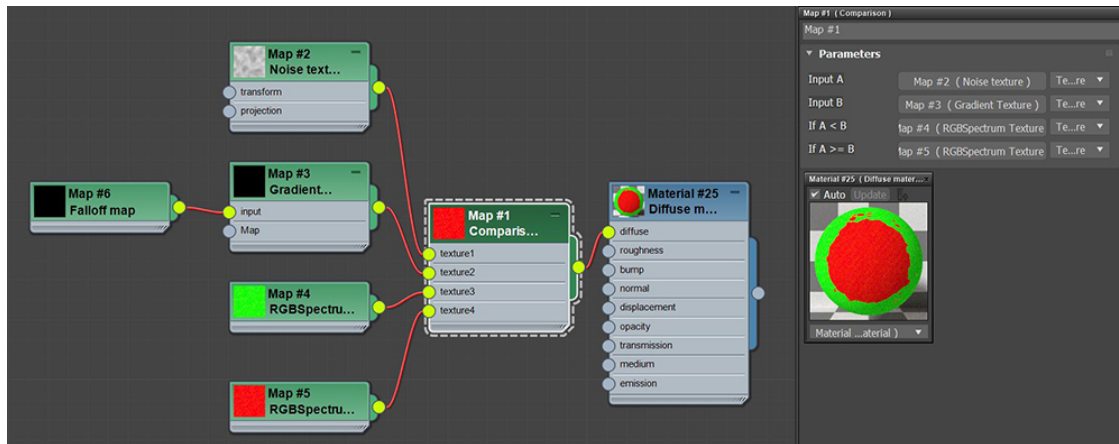 Map #2
Noise text...
transform
projection
Map #6
Falloff map
Map #3
Gradient...
input
Map
Map #4
RGBSpectru...
Map #5
RGBSpectru...
Map #1
Comparis...
texture1
texture2
texture3
texture4
Material #25
Diffuse m...
diffuse
roughness
bump
normal
displacement
opacity
transmission
medium
emission
Map #1 ( Comparison )
Map #1
Parameters
Input A Map #2 ( Noise texture ) Te...re
Input B Map #3 ( Gradient Texture ) Te...re
If A < B Map #4 ( RGBSpectrum Texture Te...re
If A >= B Map #5 ( RGBSpectrum Texture Te...re
Material #25 ( Diffuse mater... x
Auto Update
Material ...aterial )